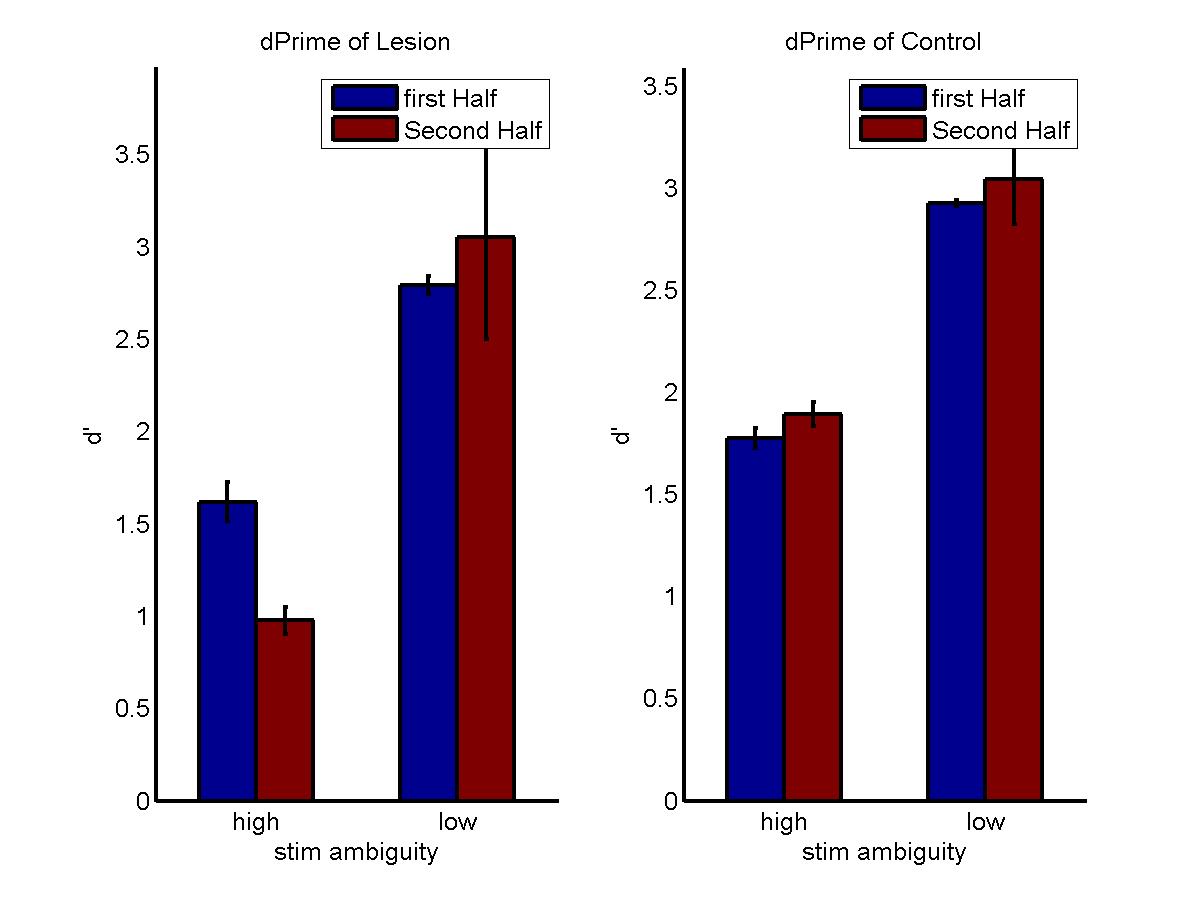 dPrime of Lesion
first Half
Second Half
3.5
3
2.5
2
1.5
1
0.5
0
d'
high low
stim ambiguity
dPrime of Control
first Half
Second Half
3.5
3
2.5
2
1.5
1
0.5
0
d'
high low
stim ambiguity